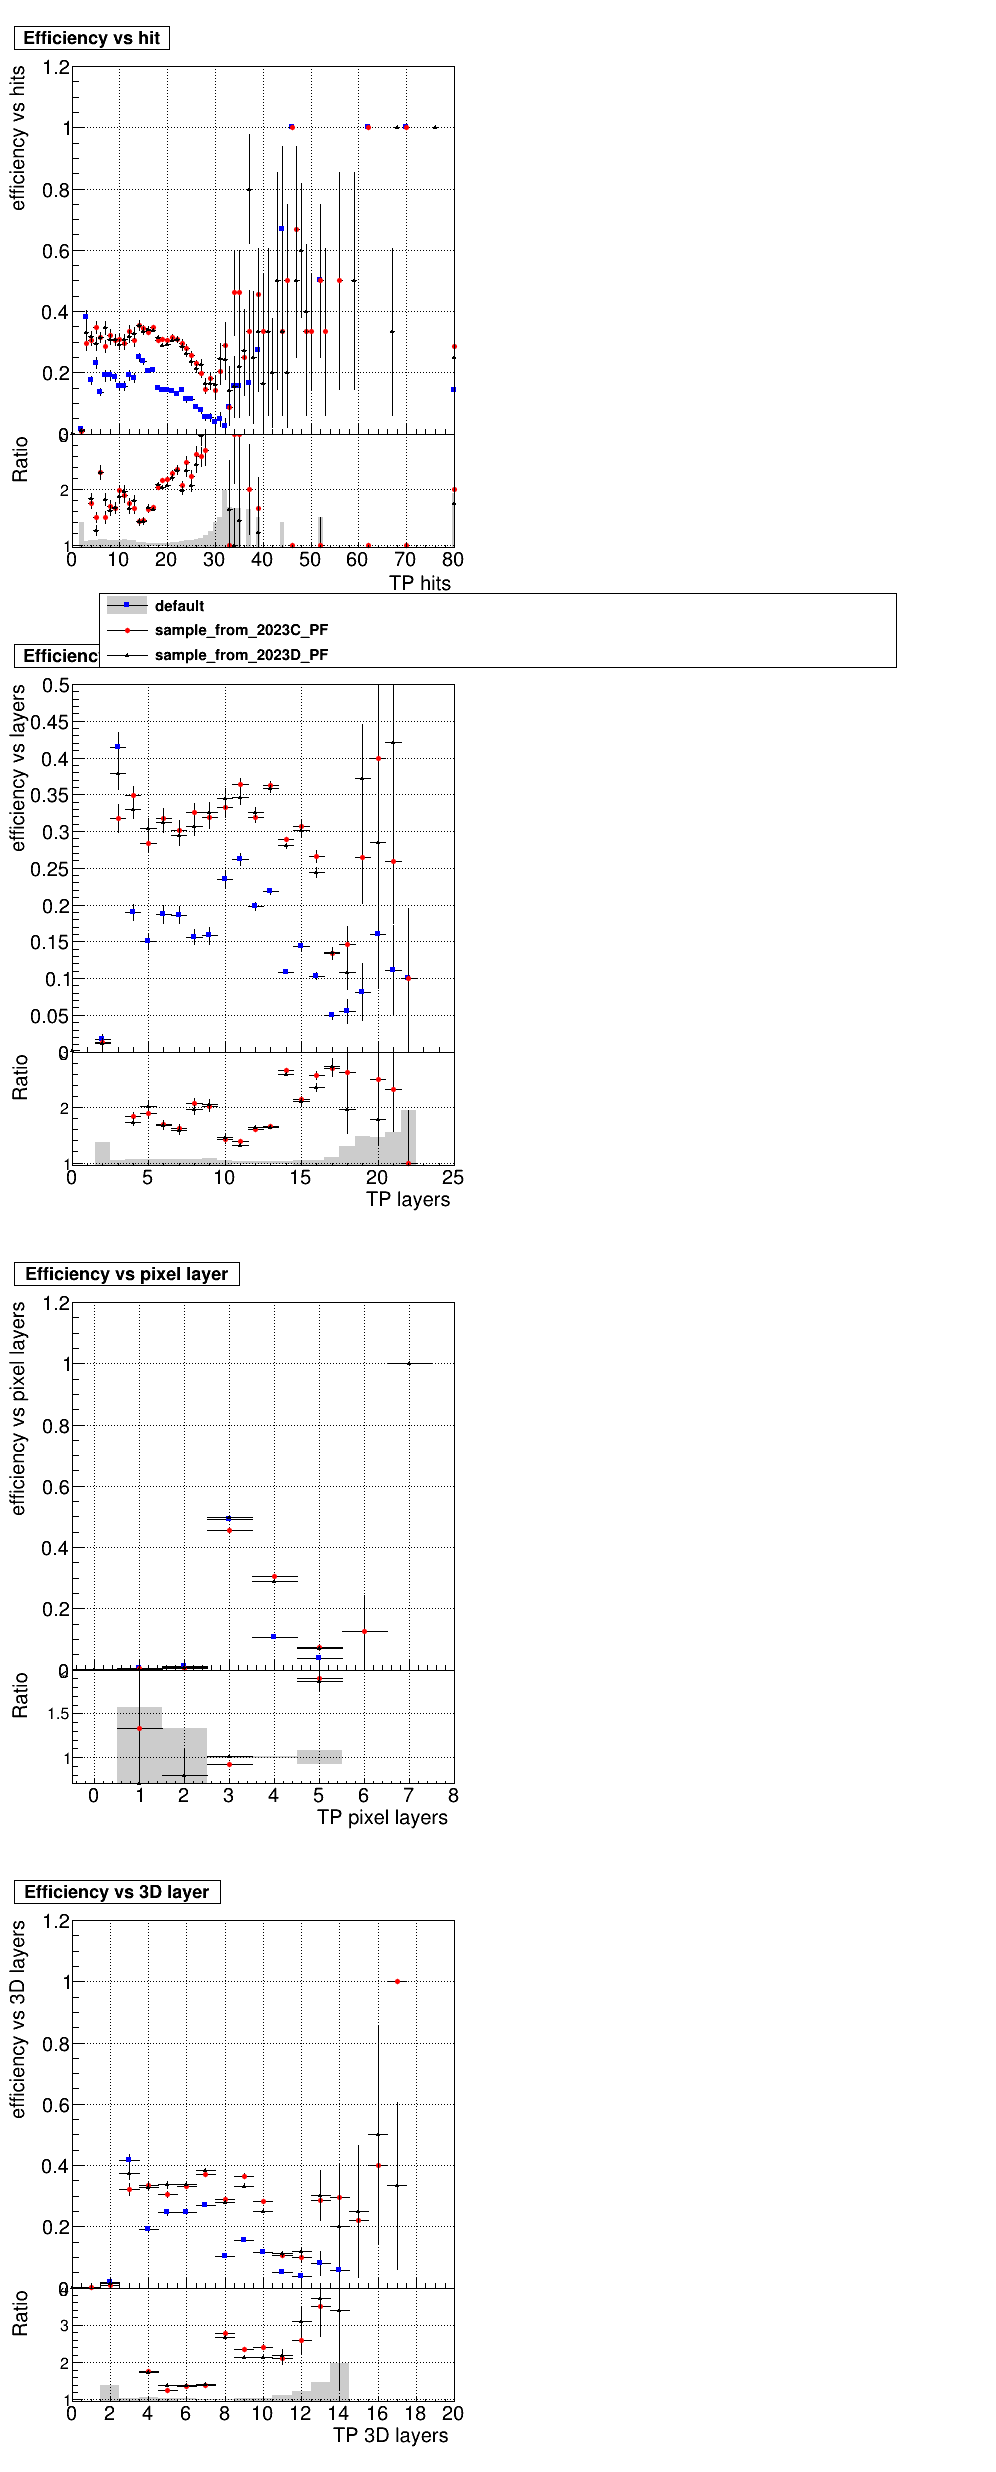 Efficiency vs hit
efficiency vs hits
1.2
1
0.8
0.6
0.4
0.2
0
Ratio
2
1
0 10 20 30 40 50 60 70 80
TP hits
default
sample_from_2023C_PF
sample_from_2023D_PF
Efficienc
efficiency vs layers
0.5
0.45
0.4
0.35
0.3
0.25
0.2
0.15
0.1
0.05
Ratio
2
1
0 5 10 15 20 25
TP layers
Efficiency vs pixel layer
efficiency vs pixel layers
1.2
1
0.8
0.6
0.4
0.2
Ratio
1.5
1
0 1 2 3 4 5 6 7 8
TP pixel layers
Efficiency vs 3D layer
efficiency vs 3D layers
1.2
1
0.8
0.6
0.4
0.2
Ratio
3
2
1
0 2 4 6 8 10 12 14 16 18 20
TP 3D layers